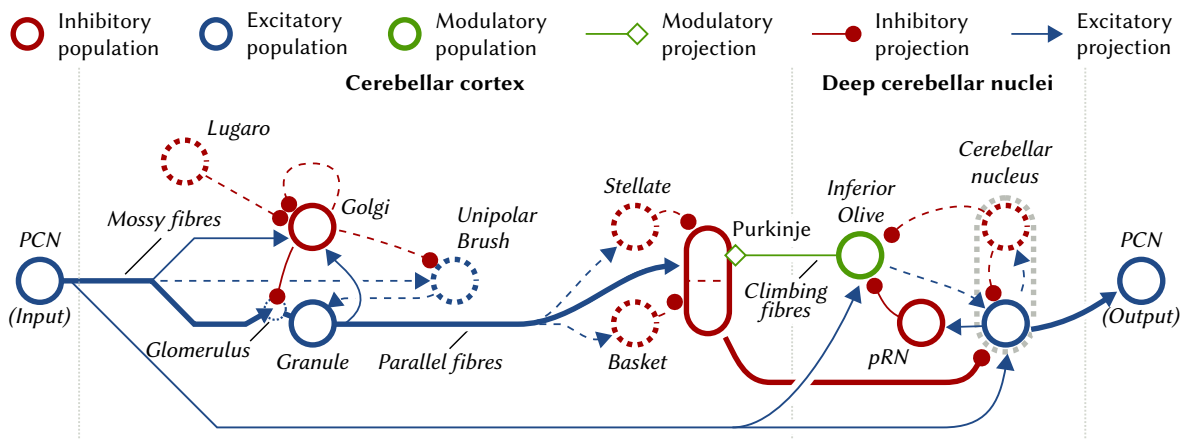 Inhibitory
population
Excitatory
population
Modulatory
population
Modulatory
projection
Inhibitory
projection
Excitatory
projection
Cerebellar cortex
Deep cerebellar nuclei
Lugaro
Mossy fibres
Golgi
Unipolar
Brush
Stellate
Purkinje
Inferior
Olive
Cerebellar
nucleus
PCN
(Input)
PCN
(Output)
Glomerulus
Granule
Parallel fibres
Basket
Climbing
fibres
pRN